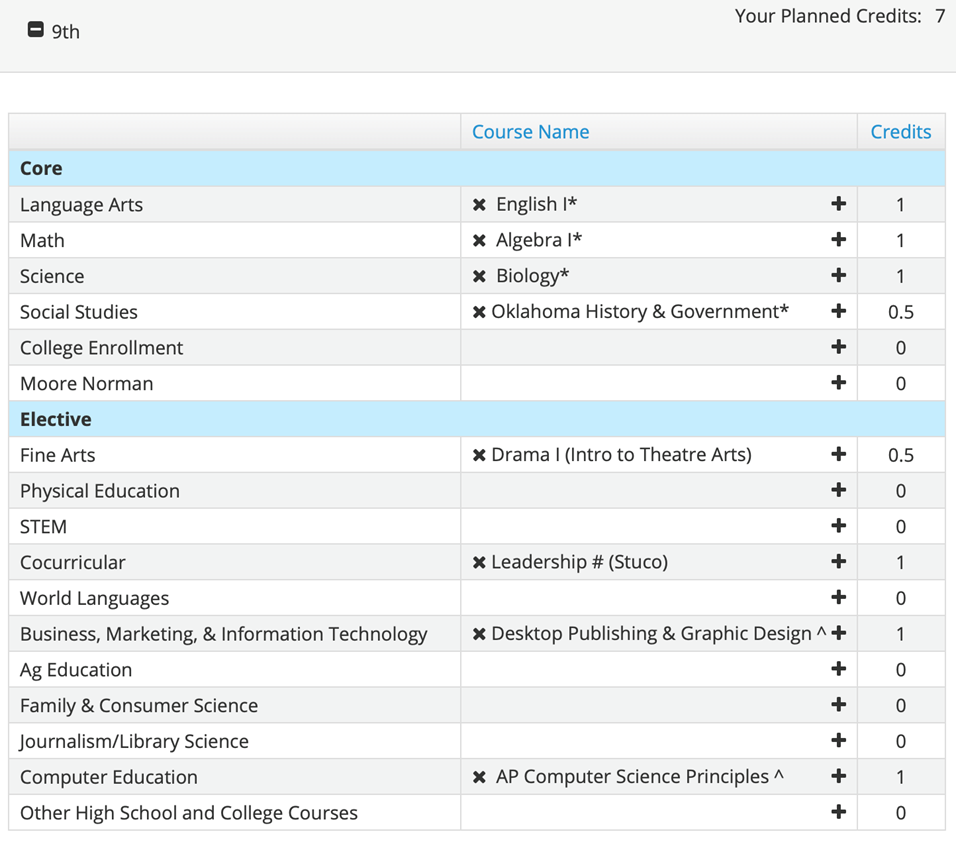 Your Planned Credits: 7
9th
Course Name Credits
Core
Language Arts ✖ English I* + 1
Math ✖ Algebra I* + 1
Science ✖ Biology* + 1
Social Studies ✖ Oklahoma History & Government* + 0.5
College Enrollment + 0
Moore Norman + 0
Elective
Fine Arts ✖ Drama I (Intro to Theatre Arts) + 0.5
Physical Education + 0
STEM + 0
Cocurricular ✖ Leadership # (Stuco) + 1
World Languages + 0
Business, Marketing, & Information Technology ✖ Desktop Publishing & Graphic Design ^ + 1
Ag Education + 0
Family & Consumer Science + 0
Journalism/Library Science + 0
Computer Education ✖ AP Computer Science Principles ^ + 1
Other High School and College Courses + 0